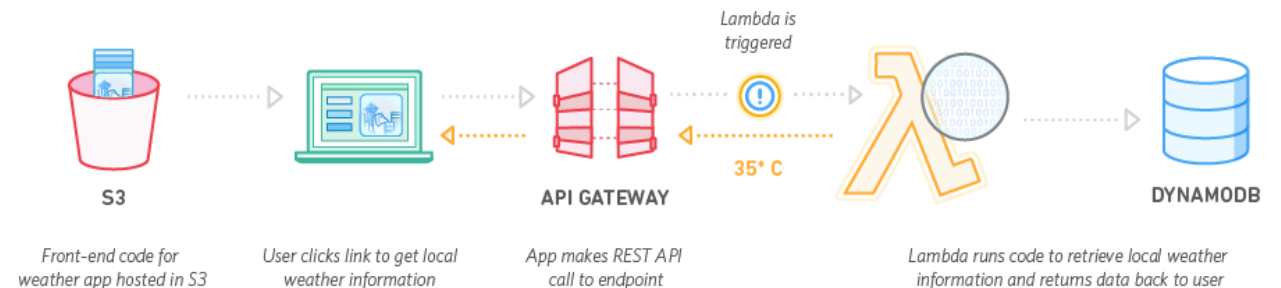 Lambda is
triggered
35° C
S3
API GATEWAY
DYNAMODB
Front-end code for
weather app hosted in S3
User clicks link to get local
weather information
App makes REST API
call to endpoint
Lambda runs code to retrieve local weather
information and returns data back to user